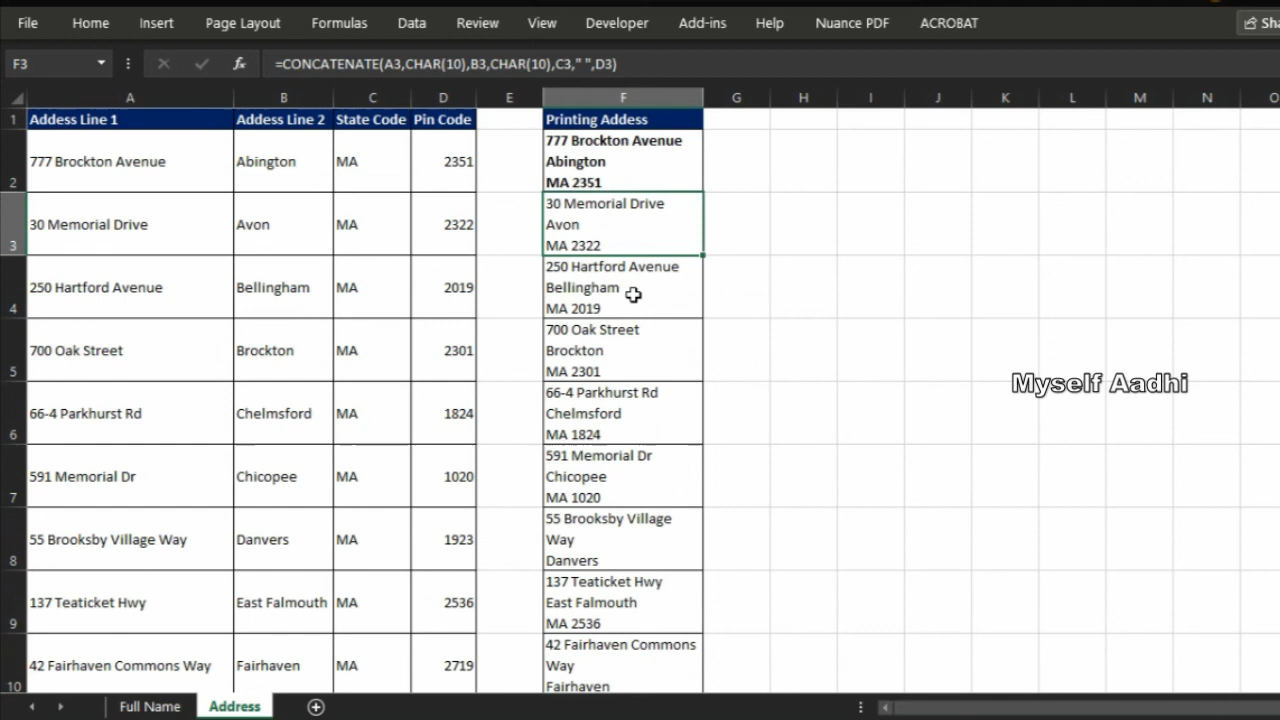 File Home Insert Page Layout Formulas Data Review View Developer Add-ins Help Nuance PDF ACROBAT Sha
F3 fx =CONCATENATE(A3,CHAR(10),B3,CHAR(10),C3," ",D3)
A B C D E F G H I J K L M N O
1 Addess Line 1 Addess Line 2 State Code Pin Code Printing Addess
777 Brockton Avenue
777 Brockton Avenue Abington MA 2351 Abington
2 MA 2351
30 Memorial Drive
30 Memorial Drive Avon MA 2322 Avon
3 MA 2322
250 Hartford Avenue
250 Hartford Avenue Bellingham MA 2019 Bellingham
4 MA 2019
700 Oak Street
700 Oak Street Brockton MA 2301 Brockton
5 MA 2301
Myself Aadhi
66-4 Parkhurst Rd
66-4 Parkhurst Rd Chelmsford MA 1824 Chelmsford
6 MA 1824
591 Memorial Dr
591 Memorial Dr Chicopee MA 1020 Chicopee
7 MA 1020
55 Brooksby Village
55 Brooksby Village Way Danvers MA 1923 Way
8 Danvers
137 Teaticket Hwy
137 Teaticket Hwy East Falmouth MA 2536 East Falmouth
9 MA 2536
42 Fairhaven Commons
42 Fairhaven Commons Way Fairhaven MA 2719 Way
10 Fairhaven
Full Name Address